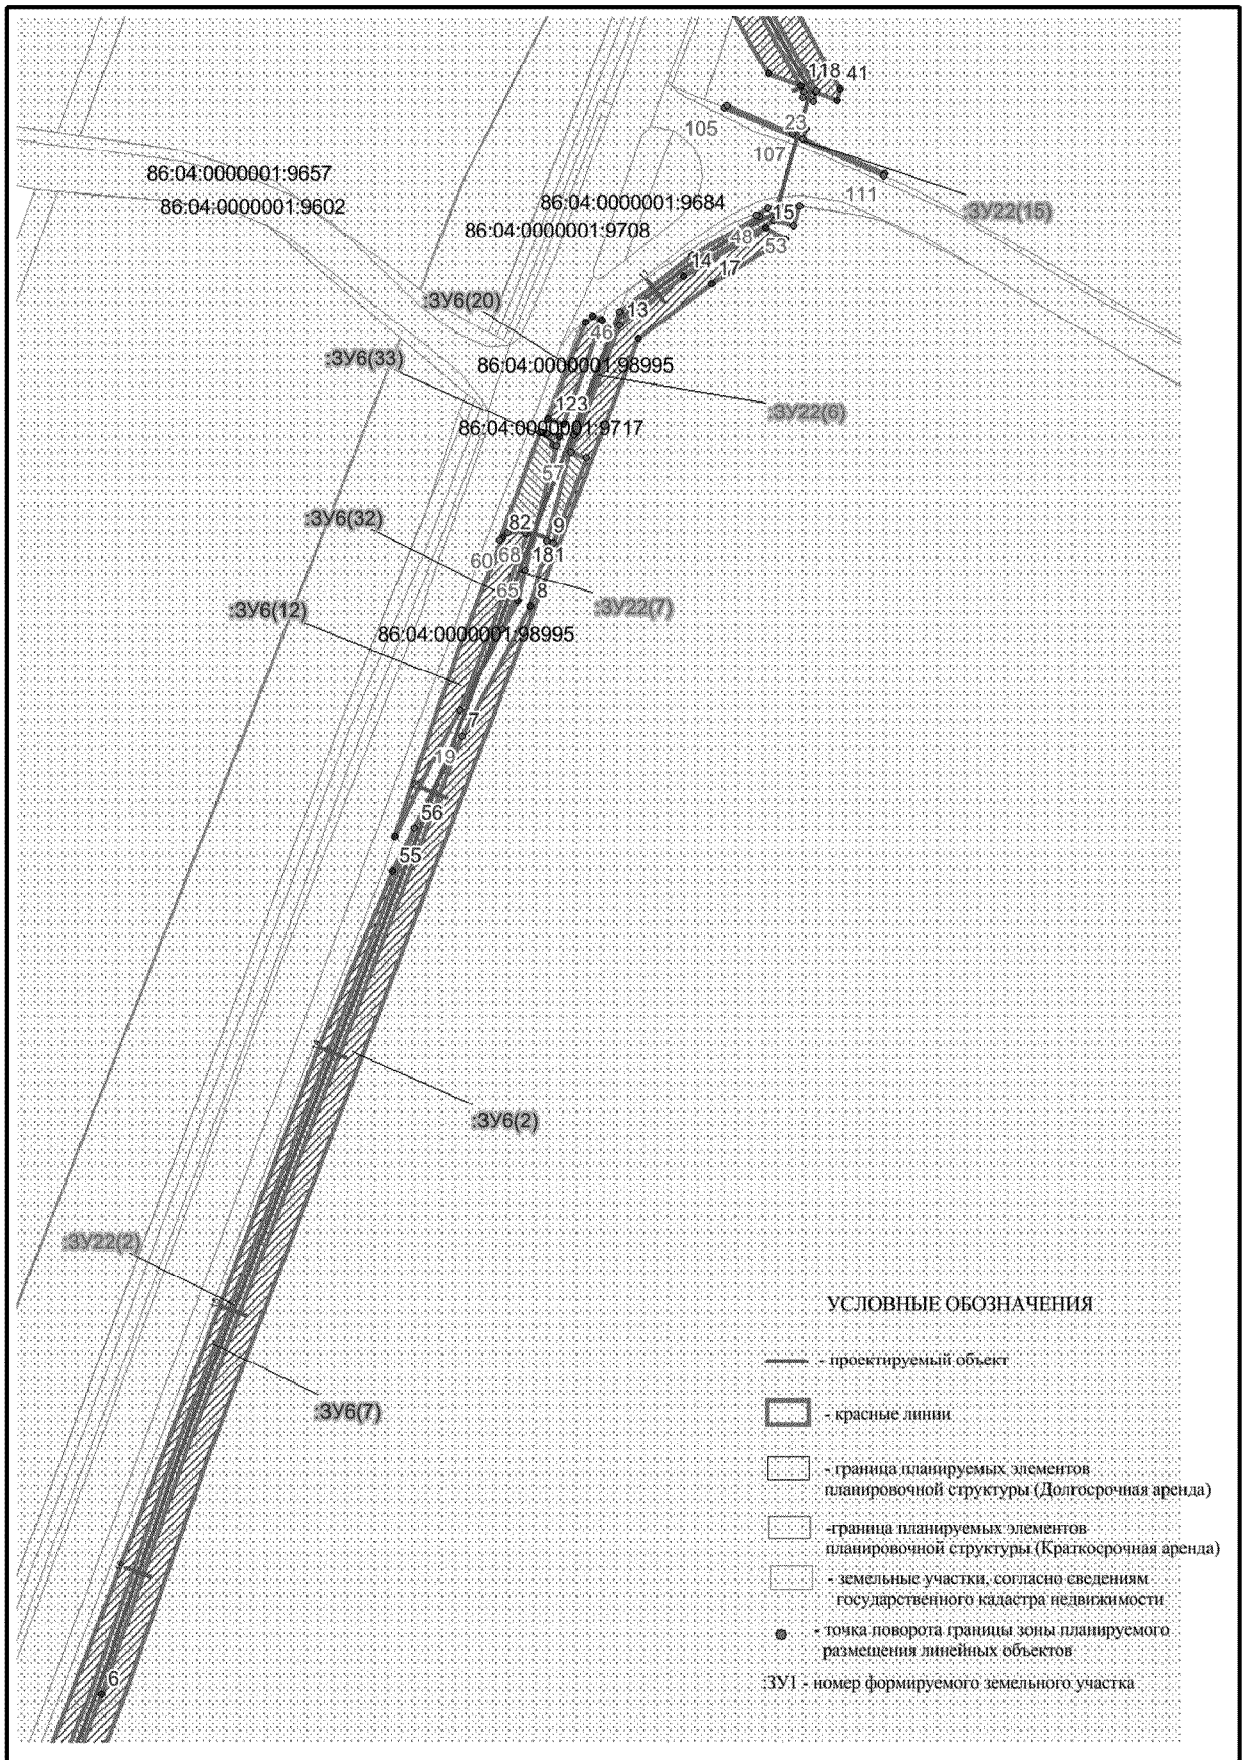 118 41
105
23
107
111
:ЗУ22(15)
86:04:0000001:9657
86:04:0000001:9602
86:04:0000001:9684
86:04:0000001:9708
15
48
53
14
17
:ЗУ6(20)
13
46
:ЗУ6(33)
86:04:0000001:98995
:ЗУ22(6)
123
86:04:0000001:9717
57
:ЗУ6(32)
82
9
60
68
181
65
8
:ЗУ22(7)
:ЗУ6(12)
86:04:0000001:98995
7
19
56
55
:ЗУ6(2)
:ЗУ22(2)
:ЗУ6(7)
6
УСЛОВНЫЕ ОБОЗНАЧЕНИЯ
- проектируемый объект
- красные линии
- граница планируемых элементов
планировочной структуры (Долгосрочная аренда)
-граница планируемых элементов
планировочной структуры (Краткосрочная аренда)
- земельные участки, согласно сведениям
государственного кадастра недвижимости
- точка поворота границы зоны планируемого
размещения линейных объектов
:ЗУ1 - номер формируемого земельного участка